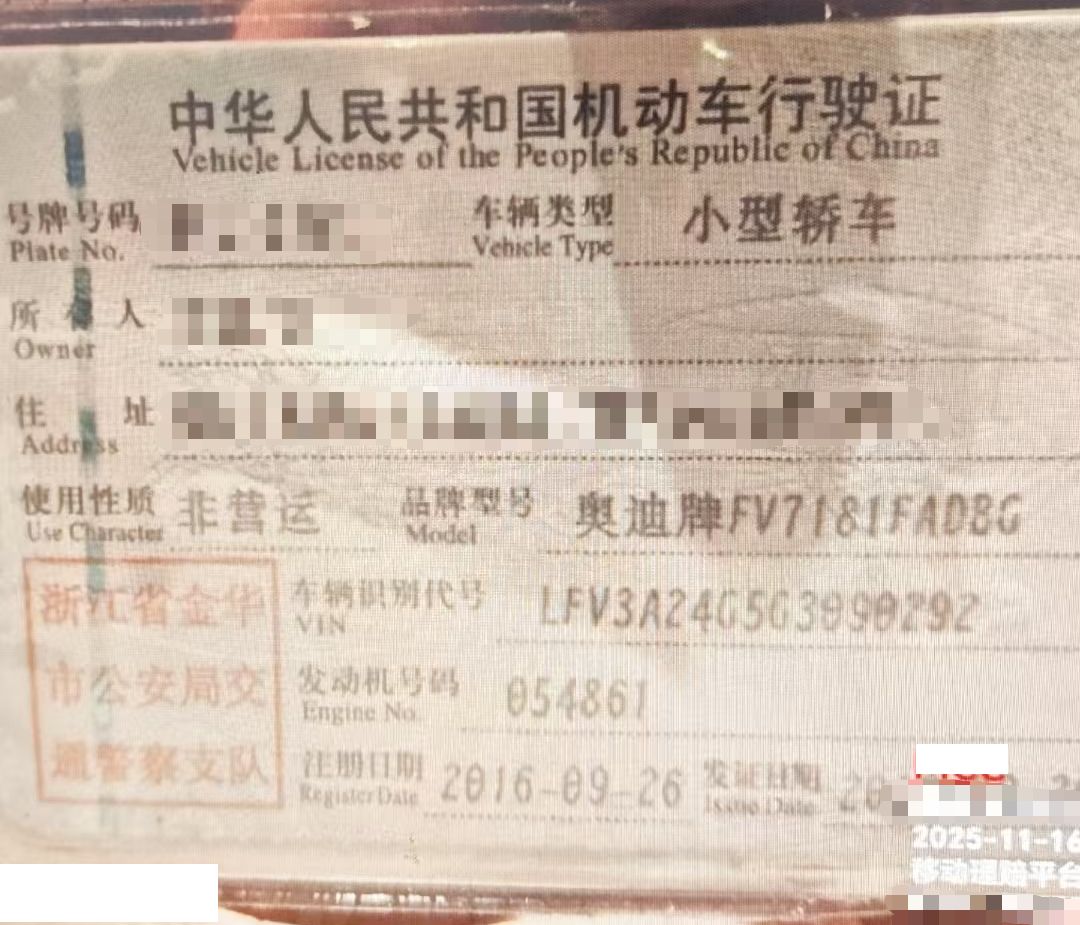 中华人民共和国机动车行驶证
Vehicle License of the People's Republic of China
号牌号码
Plate No.
车辆类型 小型轿车
Vehicle Type
所有人
Owner
住址
Address
使用性质 非营运
Use Character
品牌型号 奥迪牌FV7181FADBG
Model
浙江省金华
市公安局交
通警察支队
车辆识别代号 LFV3A24G5G3090292
VIN
发动机号码 054861
Engine No.
注册日期 2016-09-26
Register Date
发证日期
Issue Date
2025-11-16
移动理赔平台